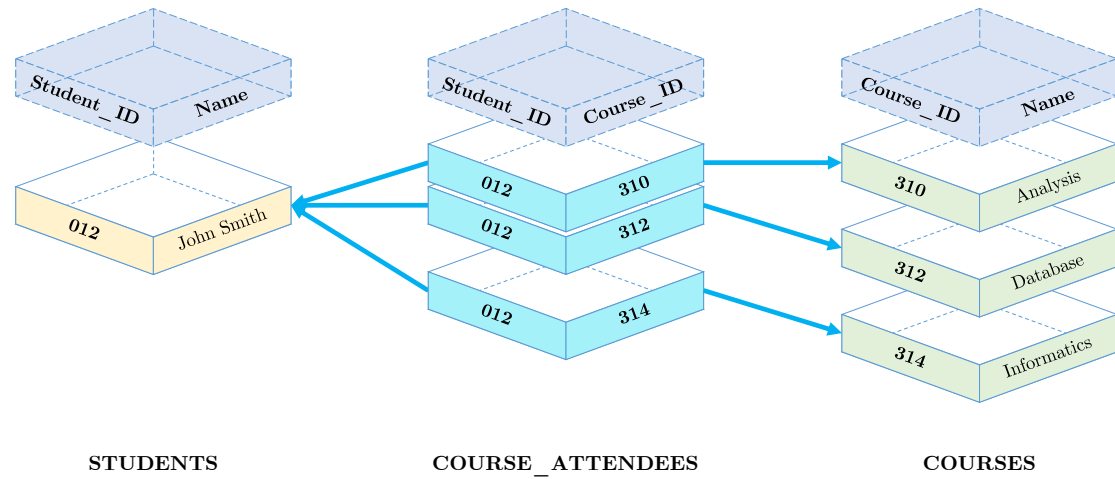 Student_ID Name
012 John Smith
STUDENTS
Student_ID Course_ID
012 310
012 312
012 314
COURSE_ATTENDEES
Course_ID Name
310 Analysis
312 Database
314 Informatics
COURSES